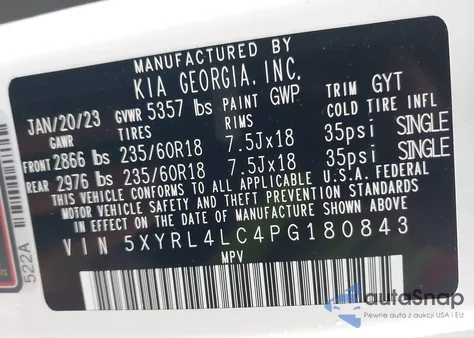 MANUFACTURED BY
KIA GEORGIA, INC.
JAN/20/23 GVWR 5357 lbs PAINT GWP TRIM GYT
GAWR TIRES RIMS COLD TIRE INFL
FRONT 2866 lbs 235/60R18 7.5Jx18 35psi SINGLE
REAR 2976 lbs 235/60R18 7.5Jx18 35psi SINGLE
THIS VEHICLE CONFORMS TO ALL APPLICABLE U.S.A. FEDERAL
MOTOR VEHICLE SAFETY AND THEFT PREVENTION STANDARDS
IN EFFECT ON THE DATE OF MANUFACTURE SHOWN ABOVE
VIN 5XYRL4LC4PG180843
MPV
522A
autaSnap
Pewne auta z aukcji USA i EU